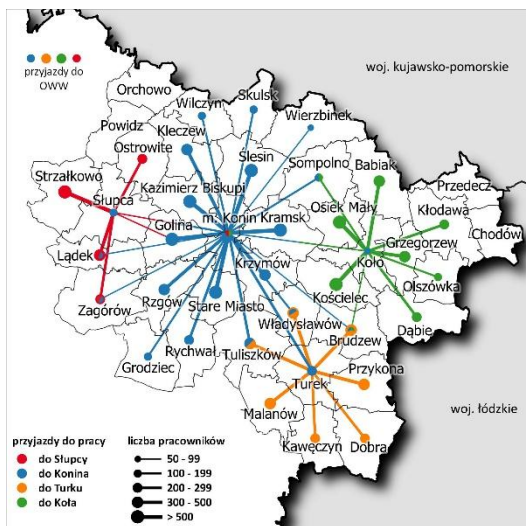 przyjazdy do
OWW
woj. kujawsko-pomorskie
Orchowo
Wilczyn
Skulsk
Wierzbinek
Powidz
Kleczew
Ostrowite
Ślesin
Sompolno
Babiak
Strzałkowo
Kazimierz Biskupi
Przedecz
Słupca
Osiek Mały
Kłodawa
m. Konin
Kramsk
Golina
Chodów
Grzegorzew
Lądek
Koło
Krzymów
Olszówka
Rzgów
Stare Miasto
Kościelec
Zagórów
Władysławów
Dąbie
Brudzew
Rychwał
Tuliszków
Grodziec
Przykona
Turek
Malanów
woj. łódzkie
Kawęczyn
Dobra
przyjazdy do pracy
do Słupcy
do Konina
do Turku
do Koła
liczba pracowników
50 - 99
100 - 199
200 - 299
300 - 500
> 500